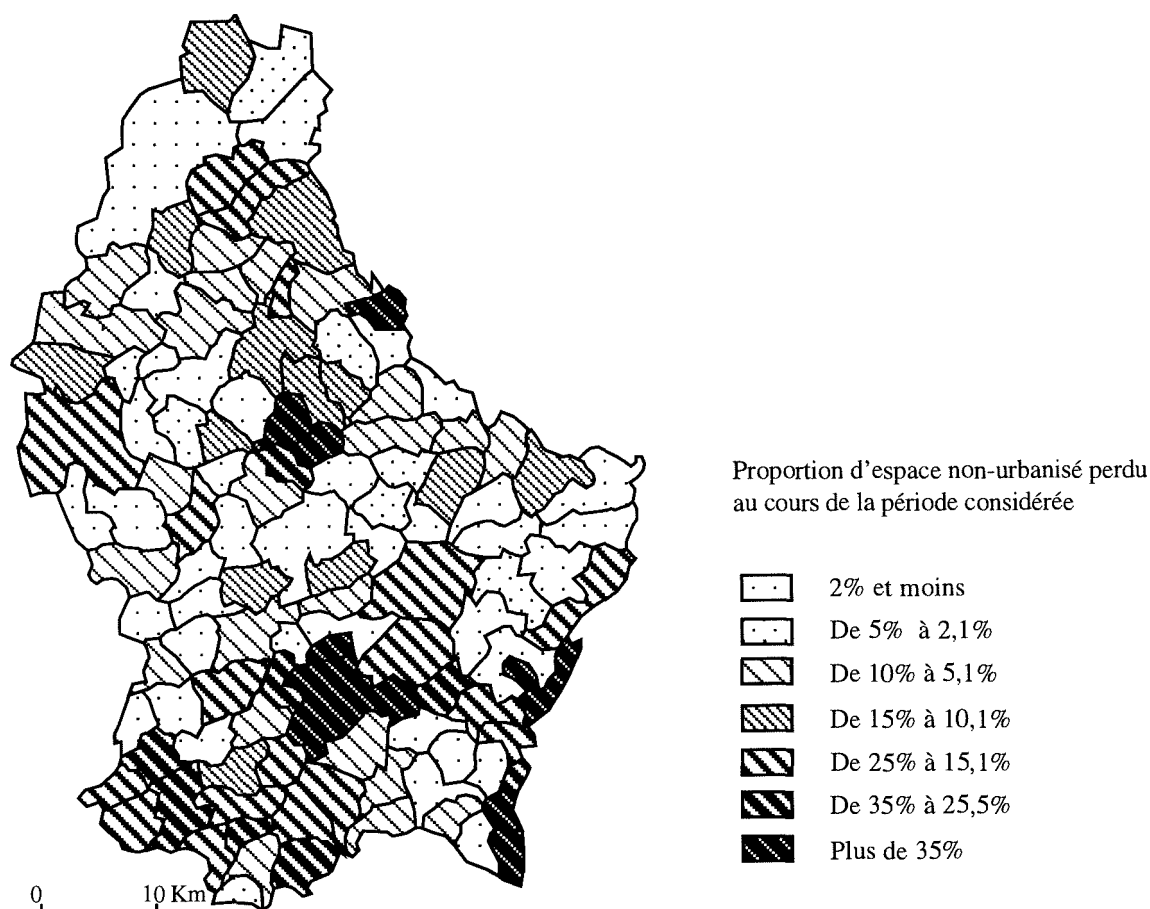 Proportion d'espace non-urbanisé perdu
au cours de la période considérée
2% et moins
De 5% à 2,1%
De 10% à 5,1%
De 15% à 10,1%
De 25% à 15,1%
De 35% à 25,5%
Plus de 35%
0 10 Km